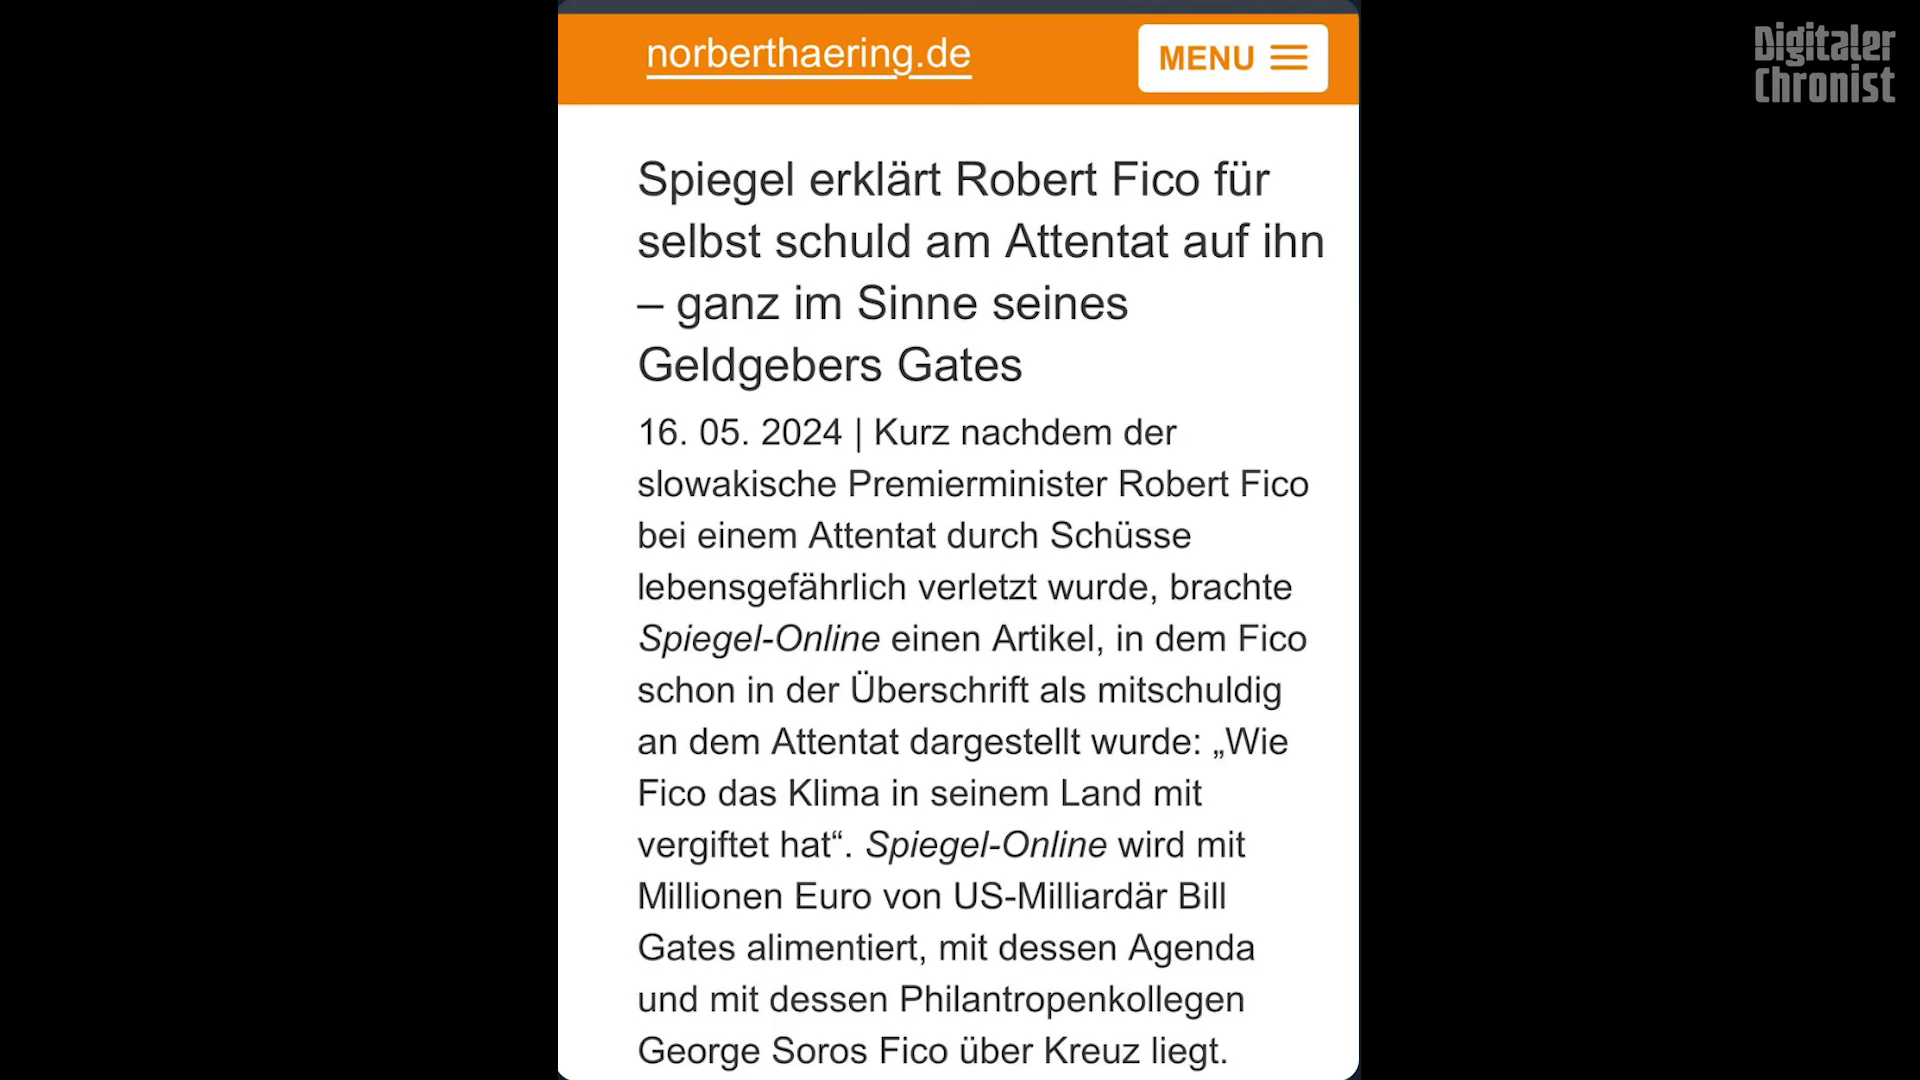 norberthaering.de
MENU
Digitaler
Chronist
Spiegel erklärt Robert Fico für
selbst schuld am Attentat auf ihn
– ganz im Sinne seines
Geldgebers Gates
16. 05. 2024 | Kurz nachdem der
slowakische Premierminister Robert Fico
bei einem Attentat durch Schüsse
lebensgefährlich verletzt wurde, brachte
Spiegel-Online einen Artikel, in dem Fico
schon in der Überschrift als mitschuldig
an dem Attentat dargestellt wurde: „Wie
Fico das Klima in seinem Land mit
vergiftet hat“. Spiegel-Online wird mit
Millionen Euro von US-Milliardär Bill
Gates alimentiert, mit dessen Agenda
und mit dessen Philantropenkollegen
George Soros Fico über Kreuz liegt.